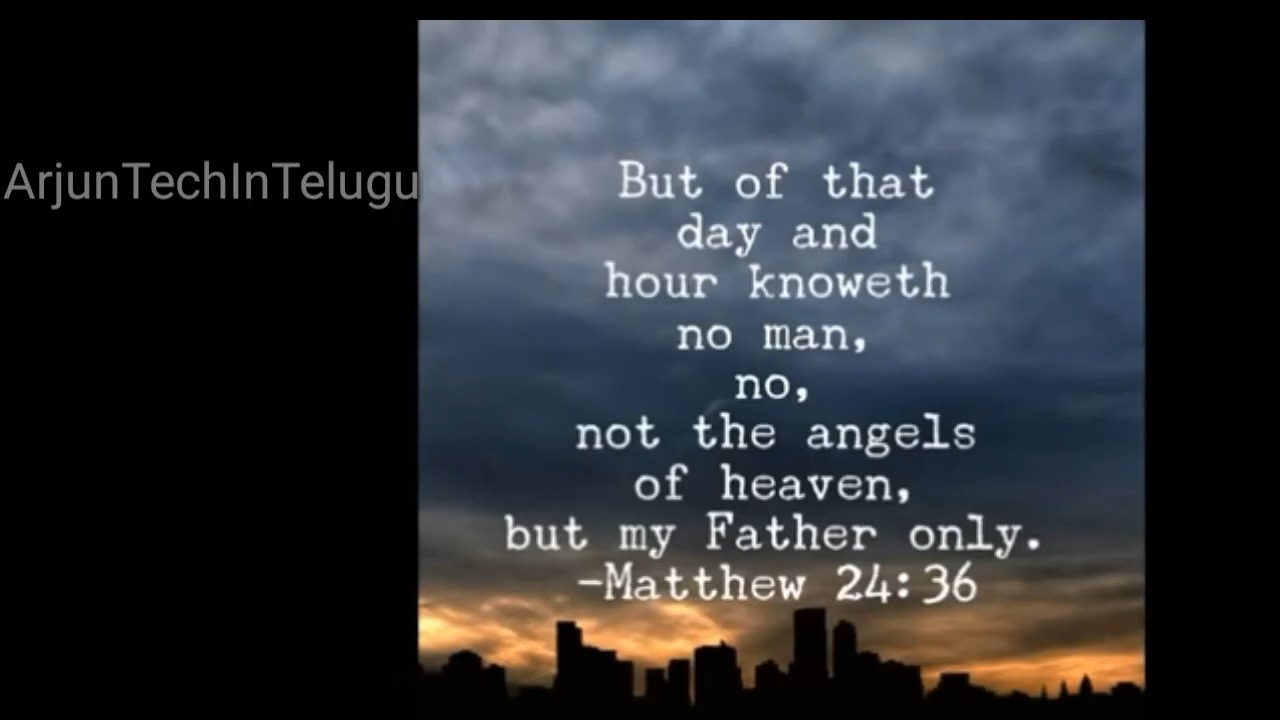 ArjunTechInTelugu
But of that
day and
hour knoweth
no man,
no,
not the angels
of heaven,
but my Father only.
-Matthew 24:36